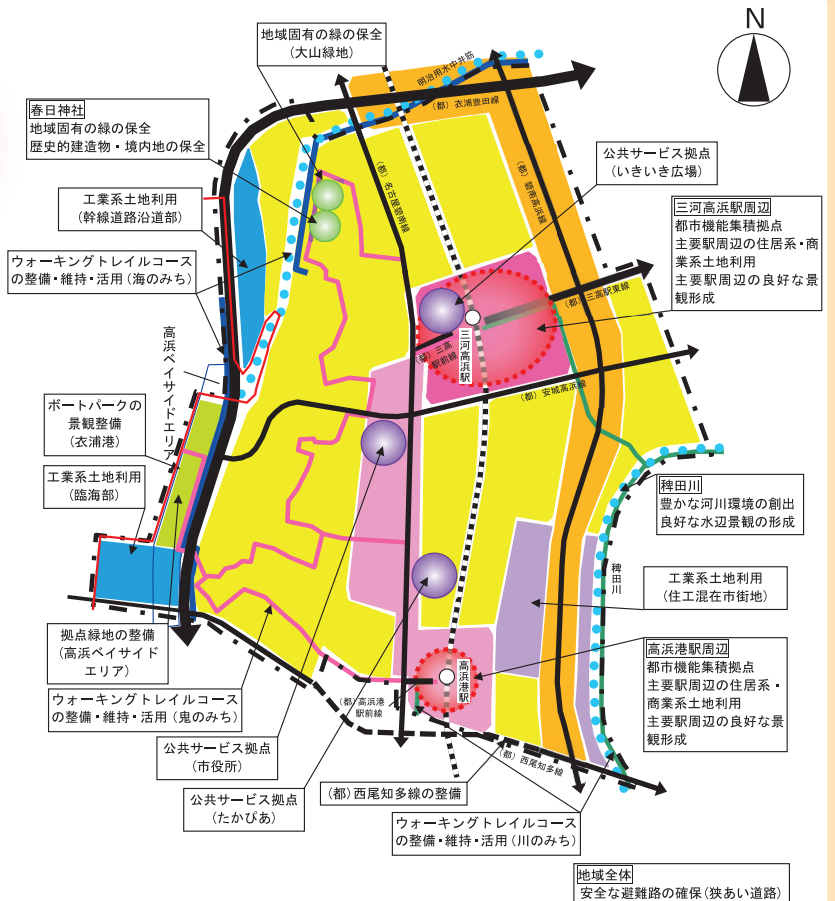 N
地域固有の緑の保全
(大山緑地)
明治用水中井筋
(都)衣浦豊田線
春日神社
地域固有の緑の保全
歴史的建造物・境内地の保全
(都)名古屋碧南線
(都)碧南高浜線
公共サービス拠点
(いきいき広場)
工業系土地利用
(幹線道路沿道部)
三河高浜駅周辺
都市機能集積拠点
主要駅周辺の住居系・商
業系土地利用
主要駅周辺の良好な景
観形成
ウォーキングトレイルコース
の整備・維持・活用(海のみち)
(都)三高駅東線
三河高浜駅
(都)三高
駅前線
高浜ベイサイドエリア
(都)安城高浜線
ボートパークの
景観整備
(衣浦港)
工業系土地利用
(臨海部)
稗田川
豊かな河川環境の創出
良好な水辺景観の形成
稗田川
工業系土地利用
(住工混在市街地)
拠点緑地の整備
(高浜ベイサイド
エリア)
高浜港駅周辺
都市機能集積拠点
主要駅周辺の住居系・
商業系土地利用
主要駅周辺の良好な景
観形成
高浜港駅
ウォーキングトレイルコース
の整備・維持・活用(鬼のみち)
(都)高浜港
駅前線
公共サービス拠点
(市役所)
(都)西尾知多線
公共サービス拠点
(たかぴあ)
(都)西尾知多線の整備
ウォーキングトレイルコース
の整備・維持・活用(川のみち)
地域全体
安全な避難路の確保(狭あい道路)